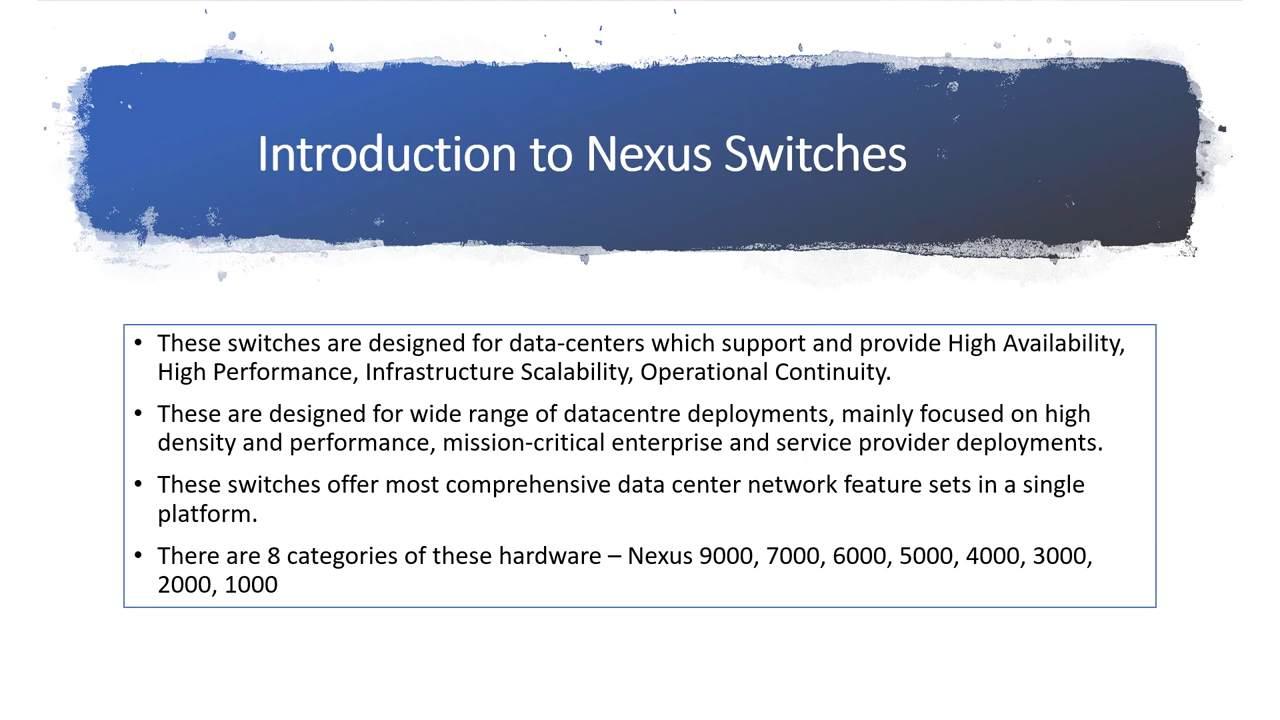 Introduction to Nexus Switches
• These switches are designed for data-centers which support and provide High Availability,
High Performance, Infrastructure Scalability, Operational Continuity.
• These are designed for wide range of datacentre deployments, mainly focused on high
density and performance, mission-critical enterprise and service provider deployments.
• These switches offer most comprehensive data center network feature sets in a single
platform.
• There are 8 categories of these hardware – Nexus 9000, 7000, 6000, 5000, 4000, 3000,
2000, 1000